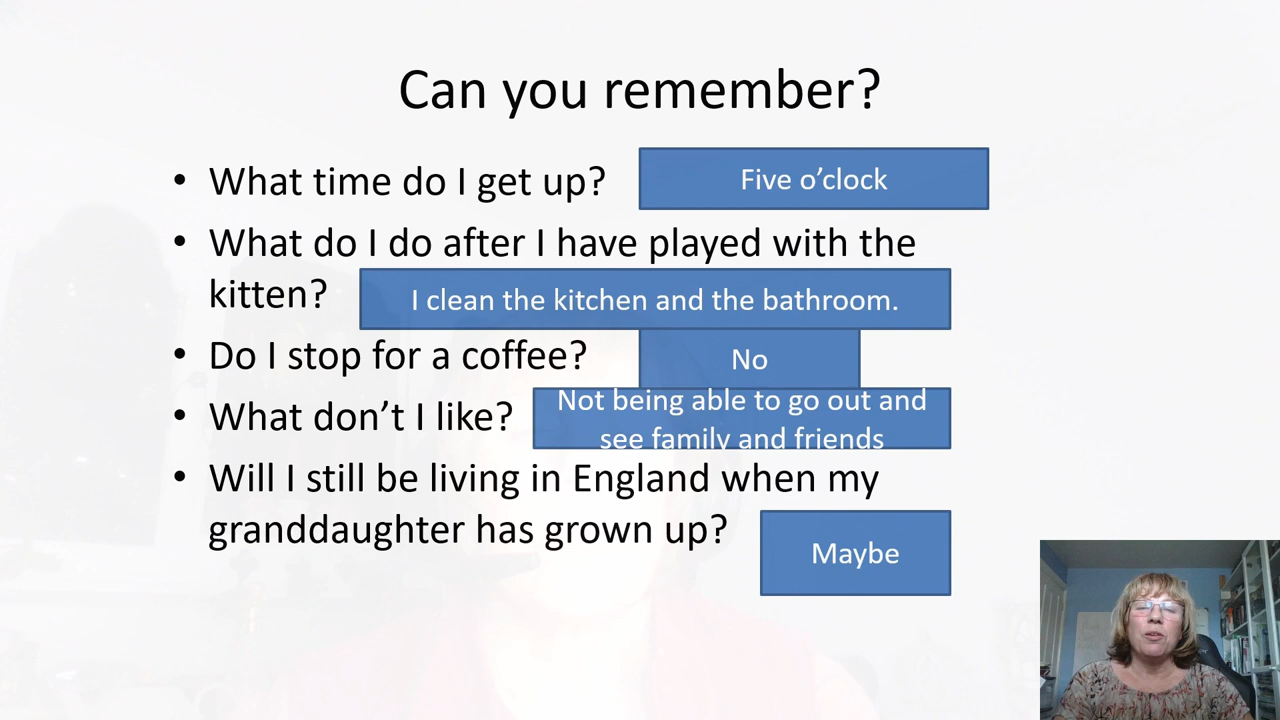 Can you remember?
• What time do I get up?
Five o’clock
• What do I do after I have played with the
kitten?
I clean the kitchen and the bathroom.
• Do I stop for a coffee?
No
• What don’t I like?
Not being able to go out and
see family and friends
• Will I still be living in England when my
granddaughter has grown up?
Maybe